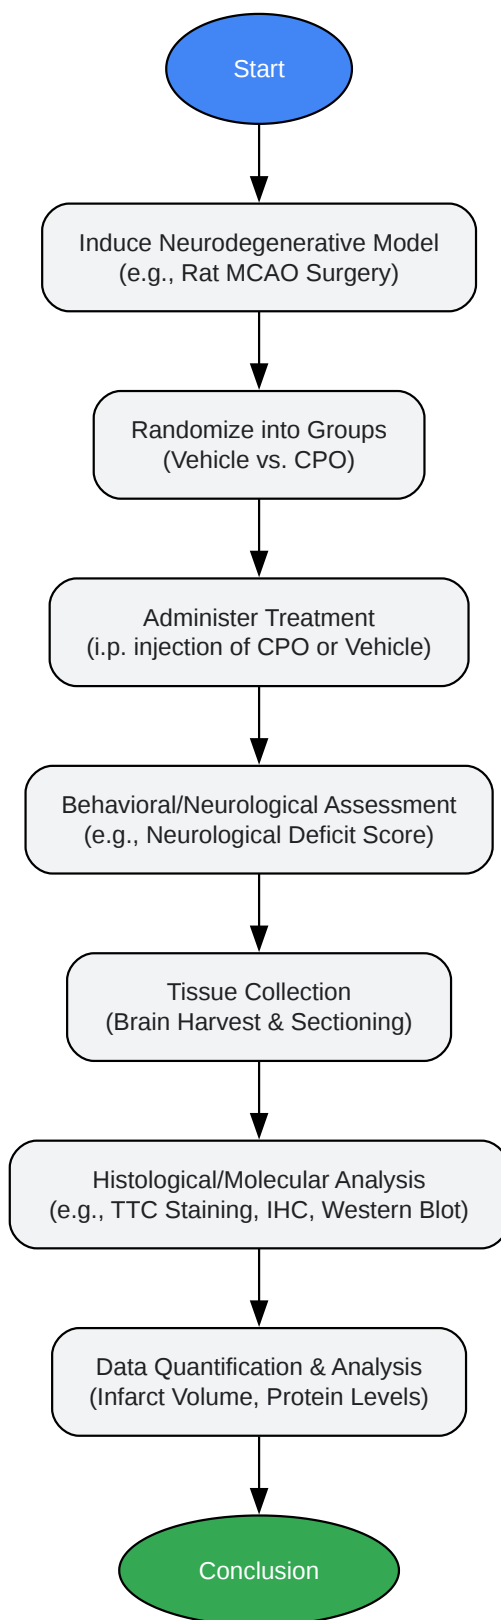 Start
Induce Neurodegenerative Model
(e.g., Rat MCAO Surgery)
Randomize into Groups
(Vehicle vs. CPO)
Administer Treatment
(i.p. injection of CPO or Vehicle)
Behavioral/Neurological Assessment
(e.g., Neurological Deficit Score)
Tissue Collection
(Brain Harvest & Sectioning)
Histological/Molecular Analysis
(e.g., TTC Staining, IHC, Western Blot)
Data Quantification & Analysis
(Infarct Volume, Protein Levels)
Conclusion